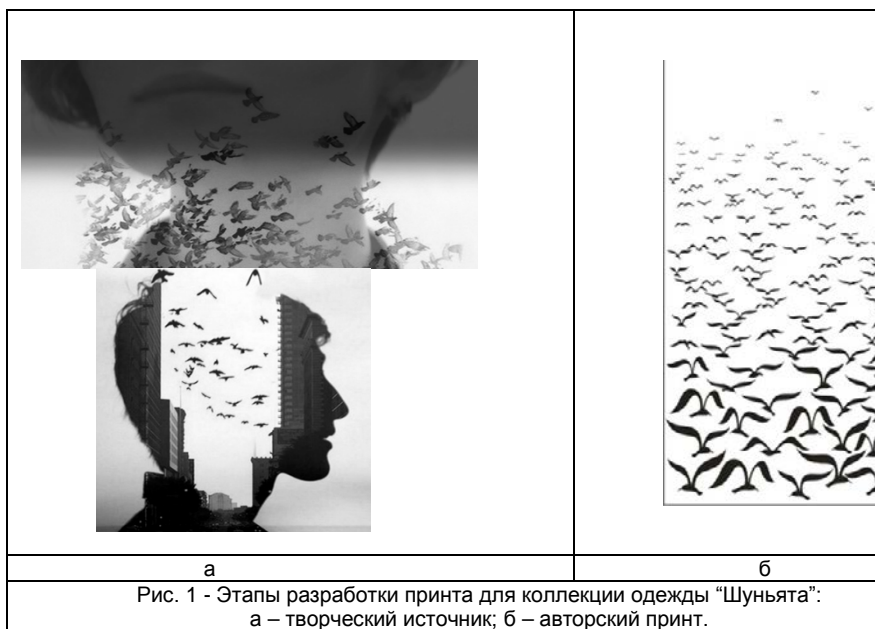 а
б
Рис. 1 - Этапы разработки принта для коллекции одежды “Шуньята”:
а – творческий источник; б – авторский принт.